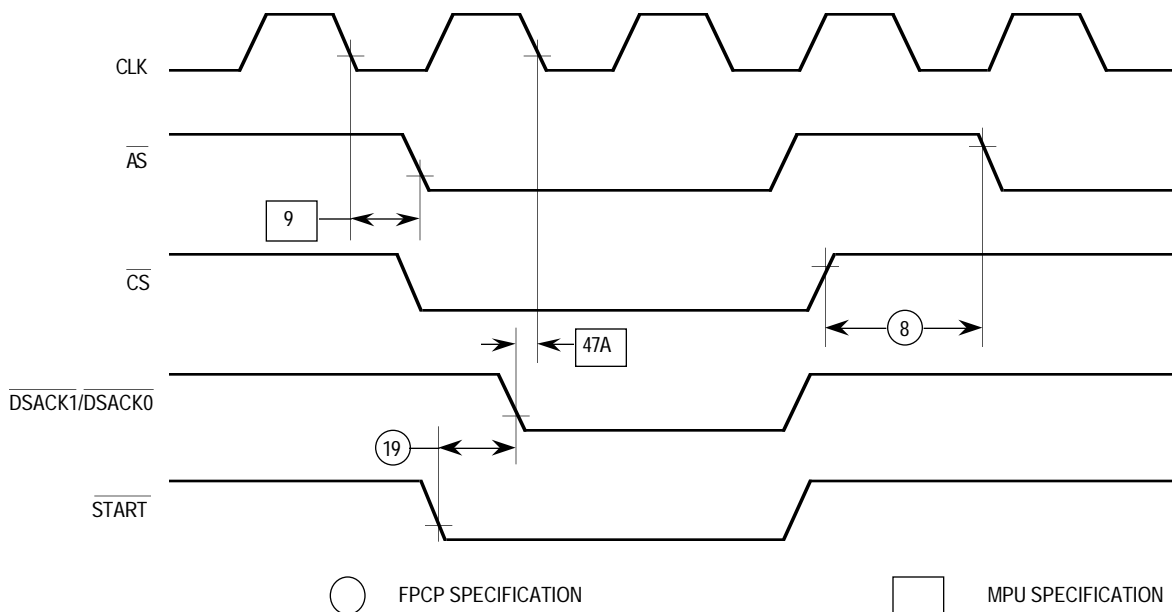 CLK
AS
9
CS
8
47A
DSACK1/DSACK0
19
START
FPCP SPECIFICATION
MPU SPECIFICATION